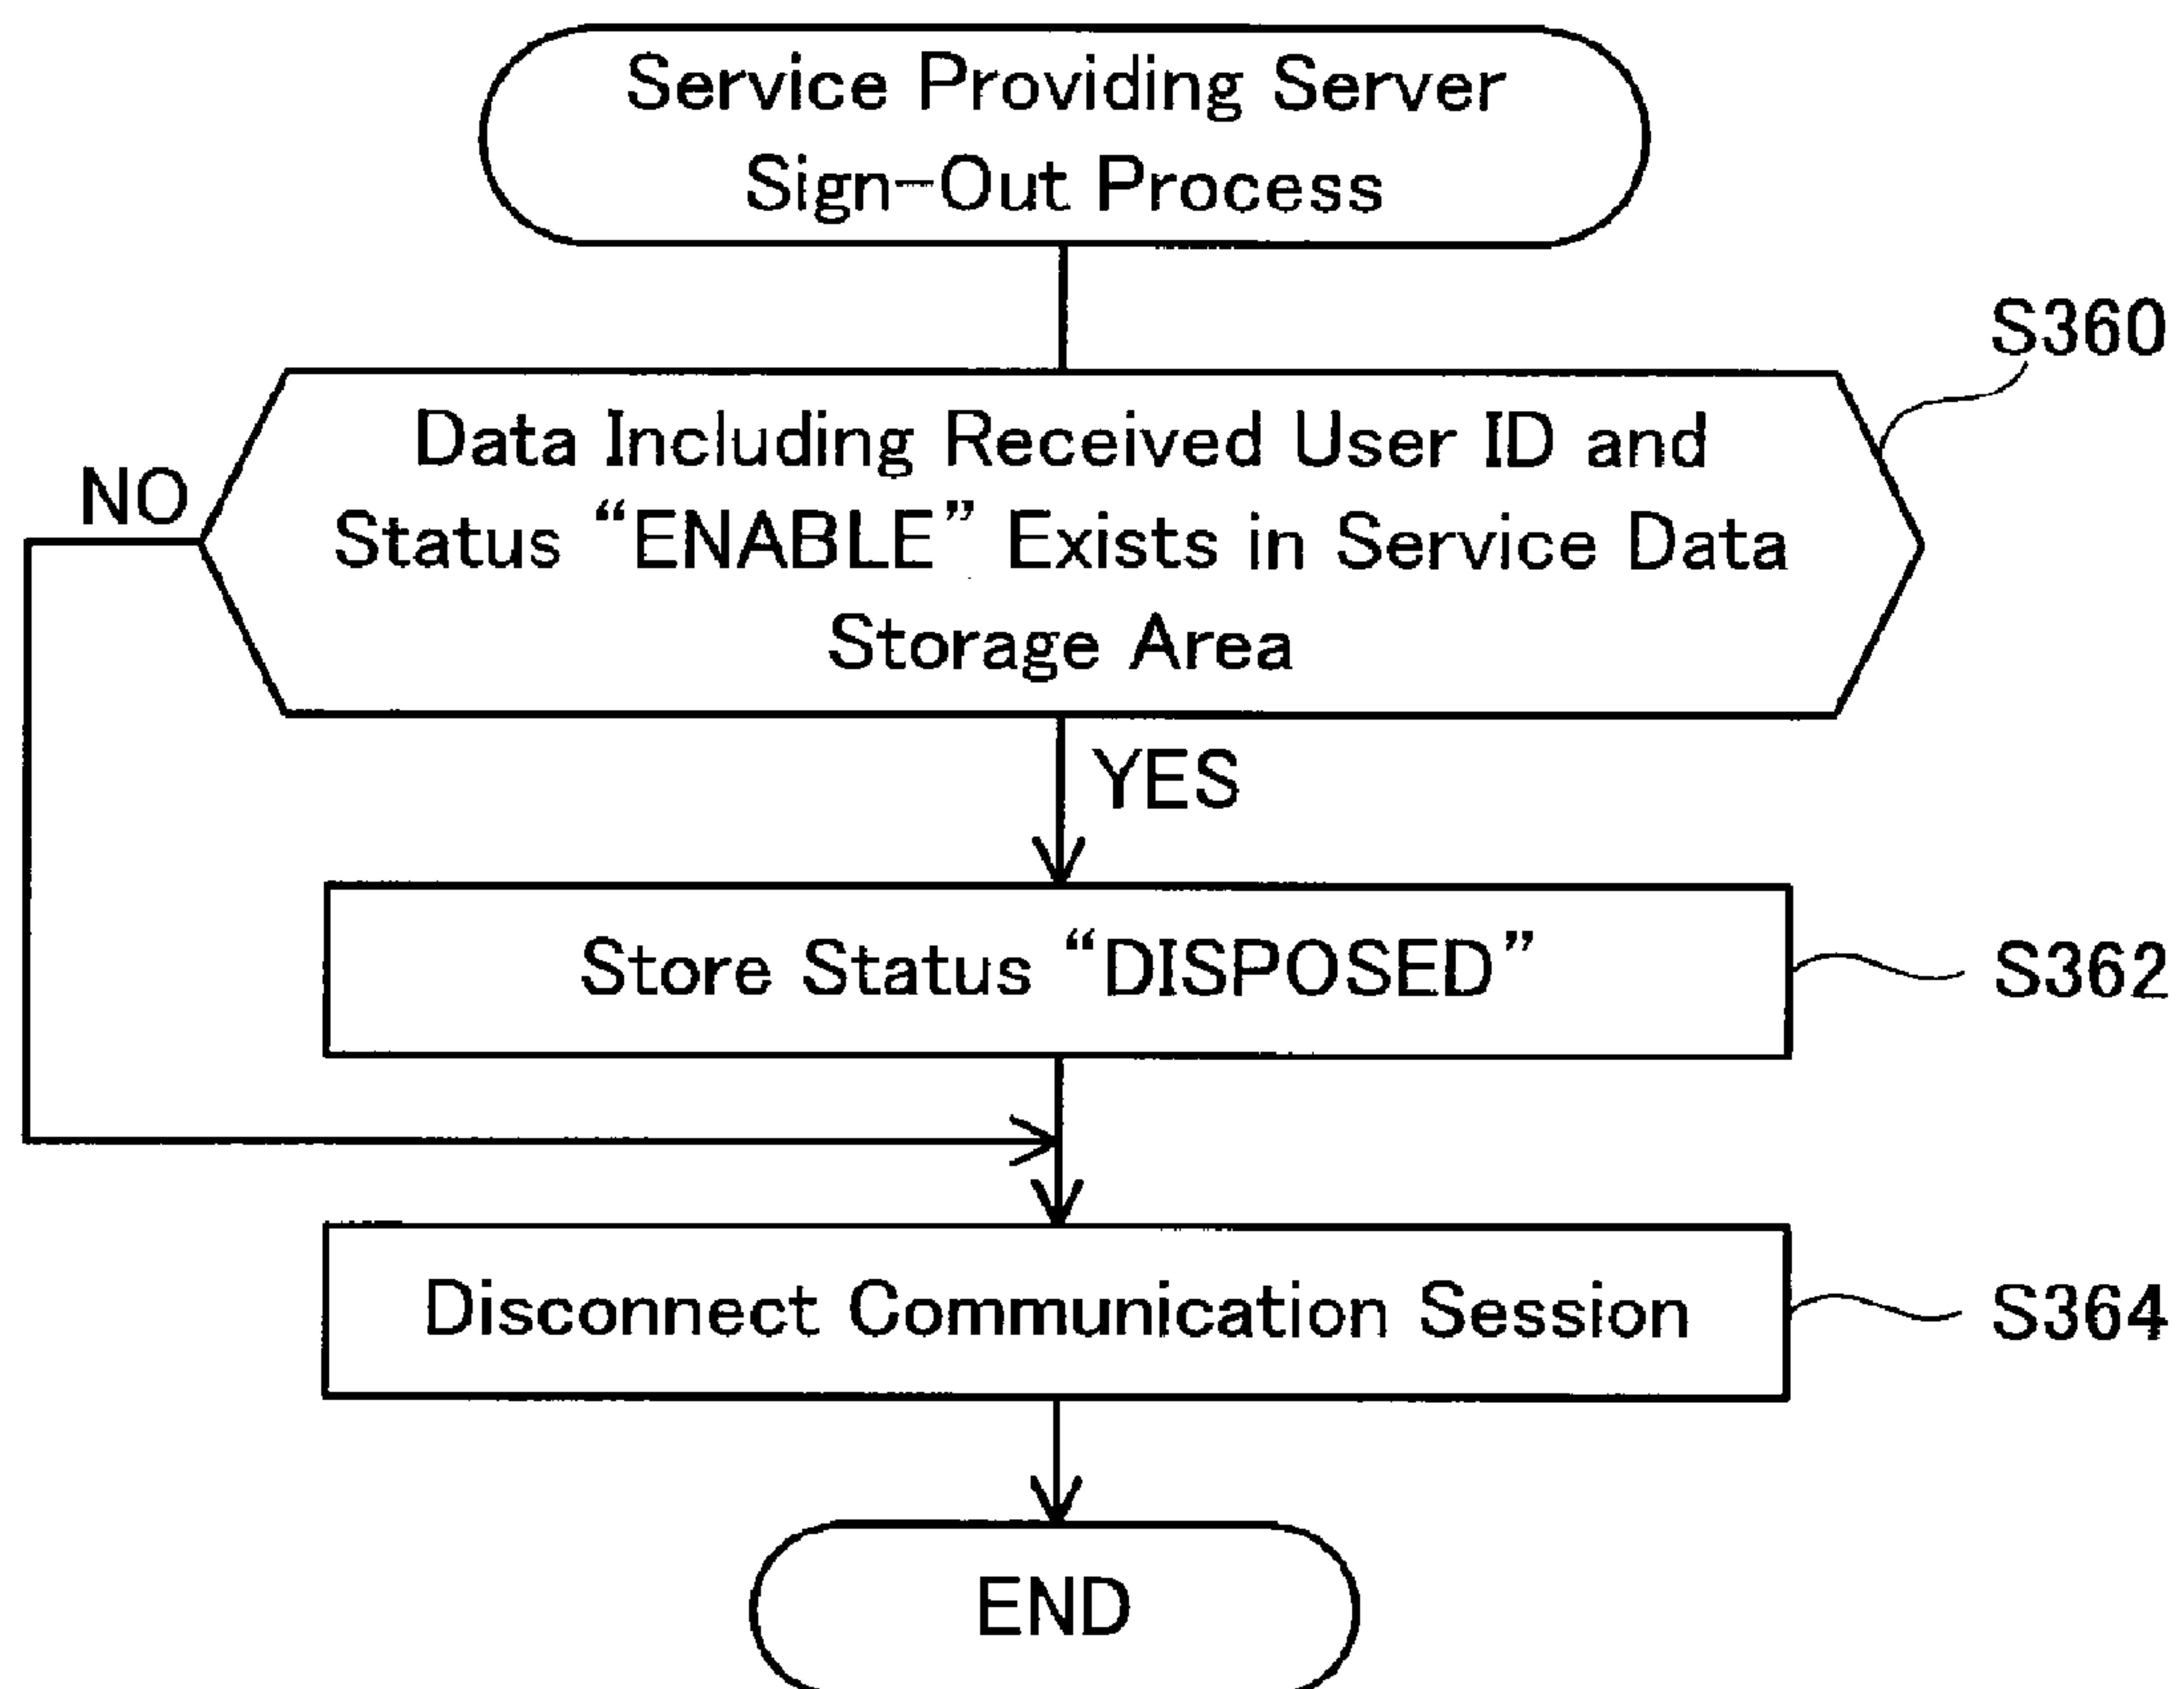 Service Providing Server
Sign-Out Process
S360
Data Including Received User ID and
NO
Status “ENABLE” Exists in Service Data
Storage Area
YES
Store Status “DISPOSED”
S362
Disconnect Communication Session
S364
END